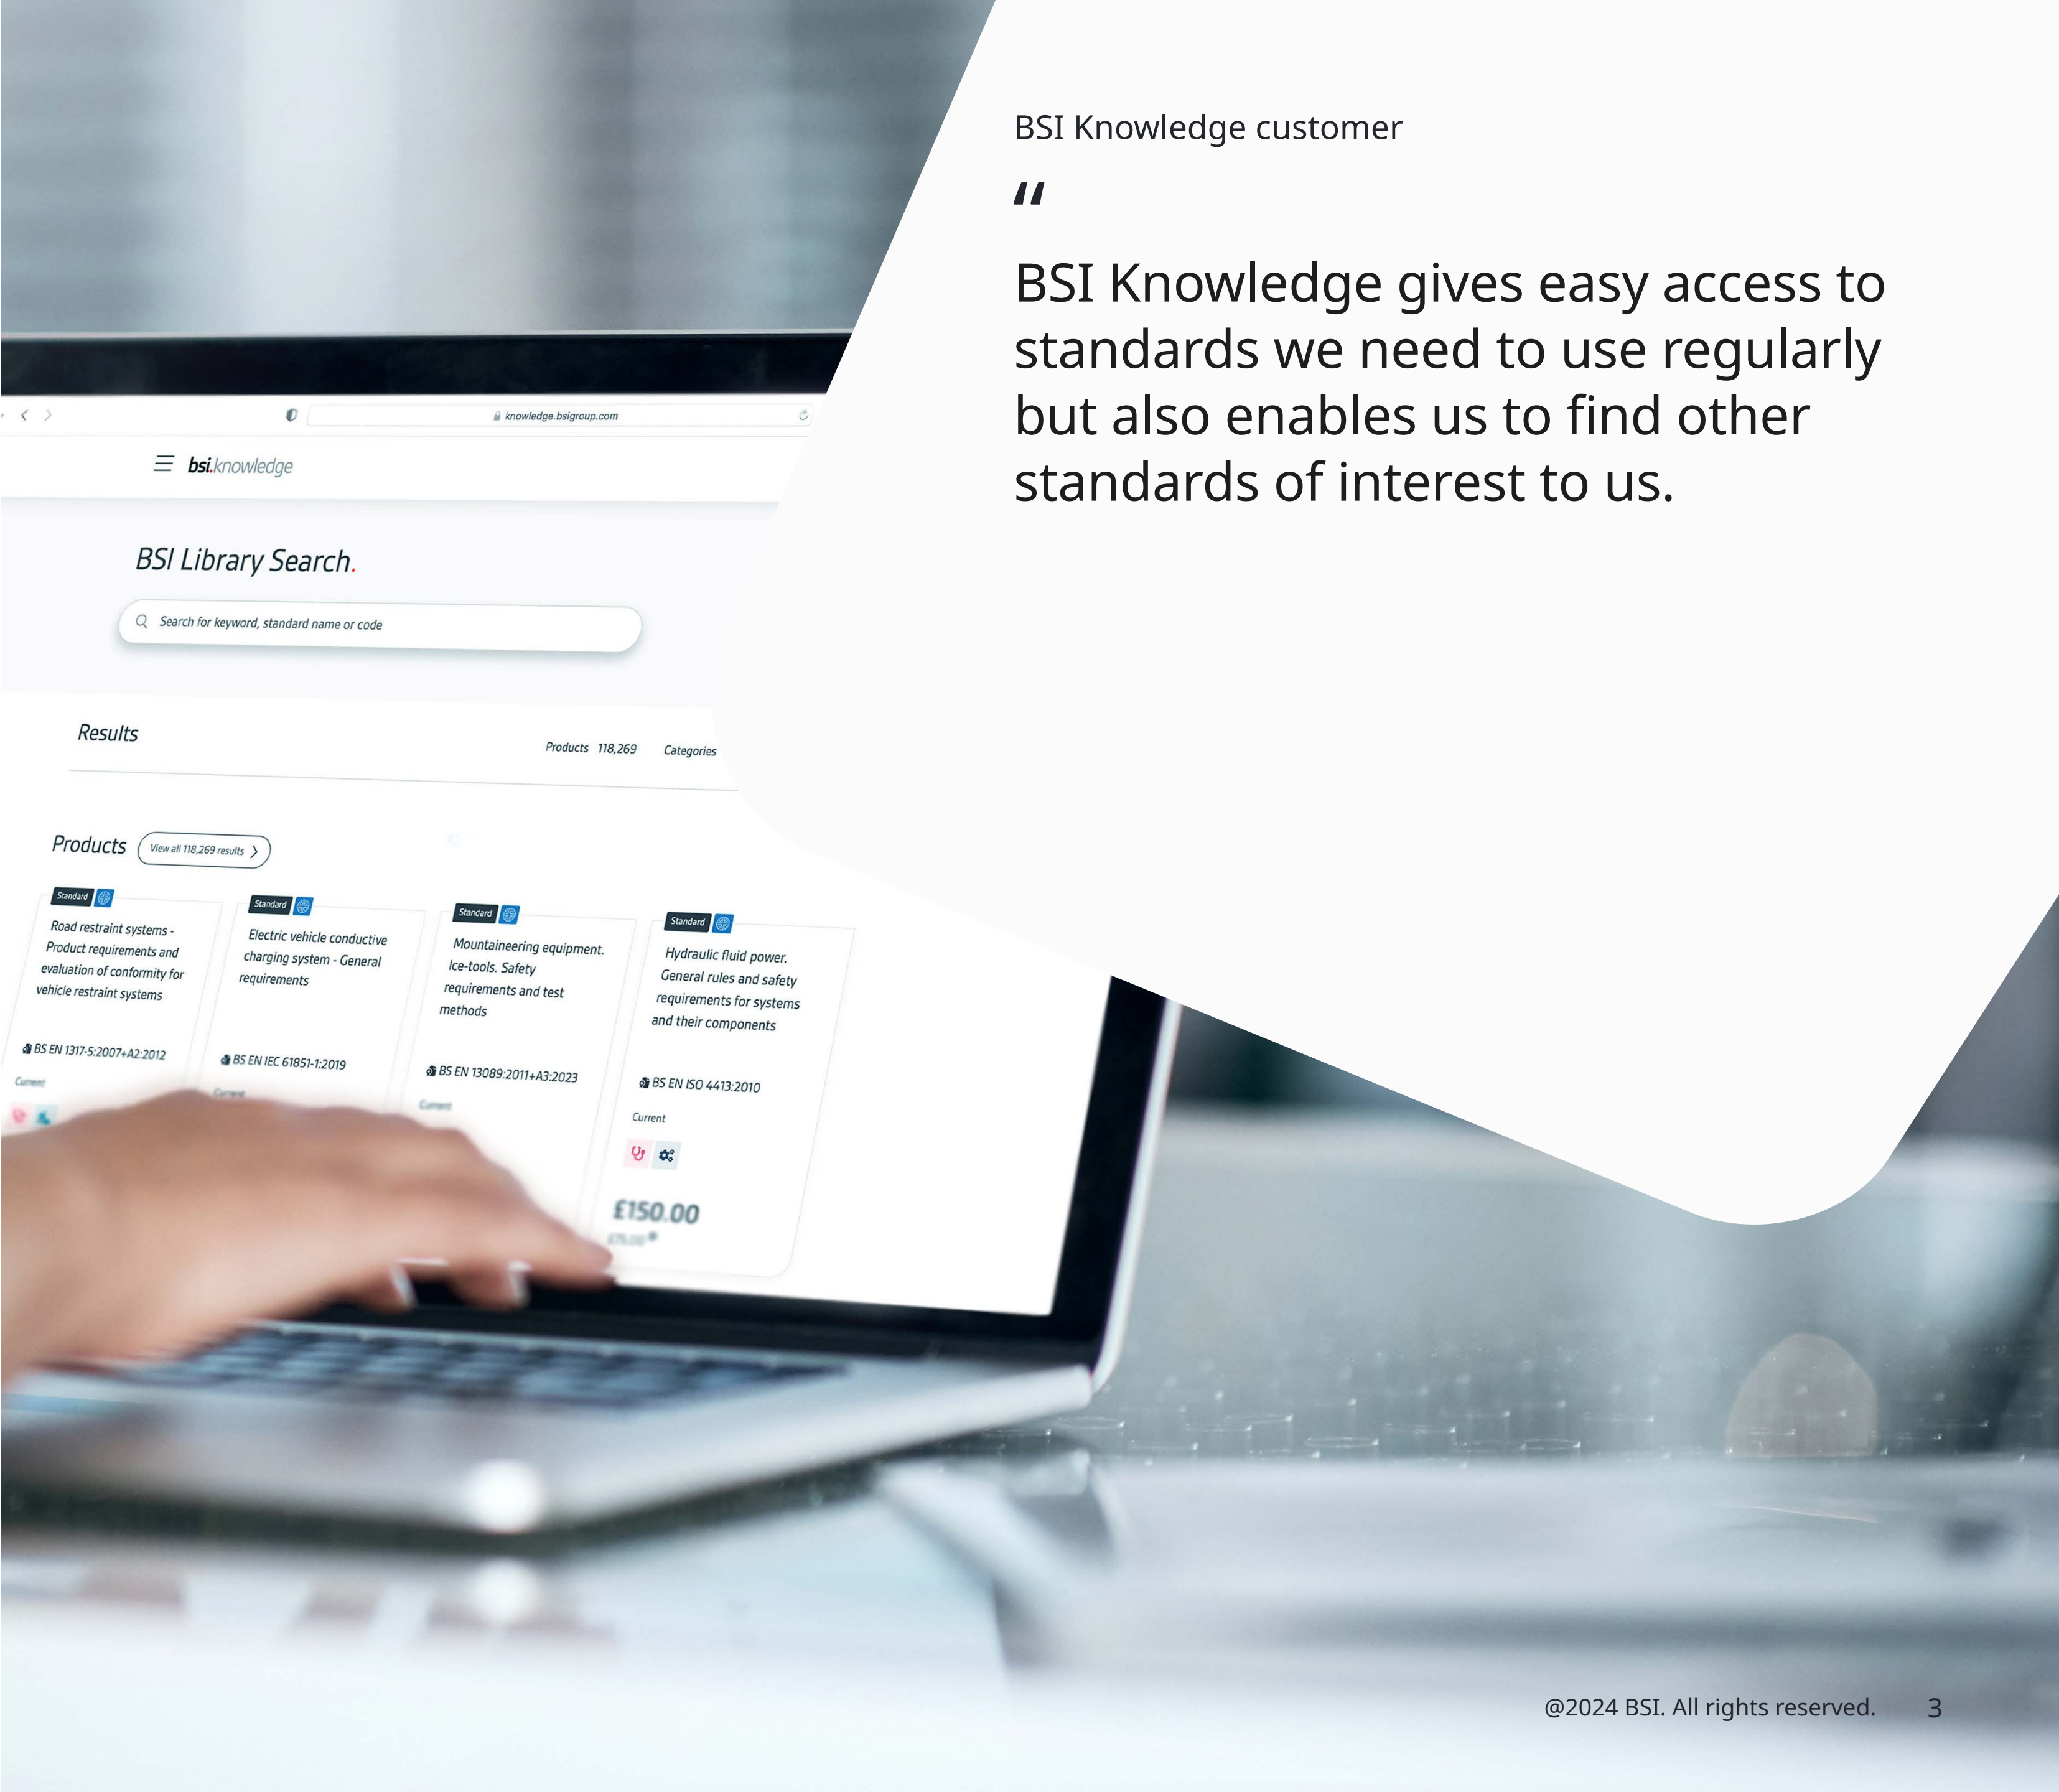 BSI Knowledge customer
“
BSI Knowledge gives easy access to
standards we need to use regularly
but also enables us to find other
standards of interest to us.
knowledge.bsigroup.com
bsi.knowledge
BSI Library Search.
Search for keyword, standard name or code
Results
Products 118,269 Categories
Products
View all 118,269 results
Standard
Road restraint systems -
Product requirements and
evaluation of conformity for
vehicle restraint systems
BS EN 1317-5:2007+A2:2012
Current
Standard
Electric vehicle conductive
charging system - General
requirements
BS EN IEC 61851-1:2019
Current
Standard
Mountaineering equipment.
Ice-tools. Safety
requirements and test
methods
BS EN 13089:2011+A3:2023
Current
Standard
Hydraulic fluid power.
General rules and safety
requirements for systems
and their components
BS EN ISO 4413:2010
Current
£150.00
£75.00
@2024 BSI. All rights reserved.
3